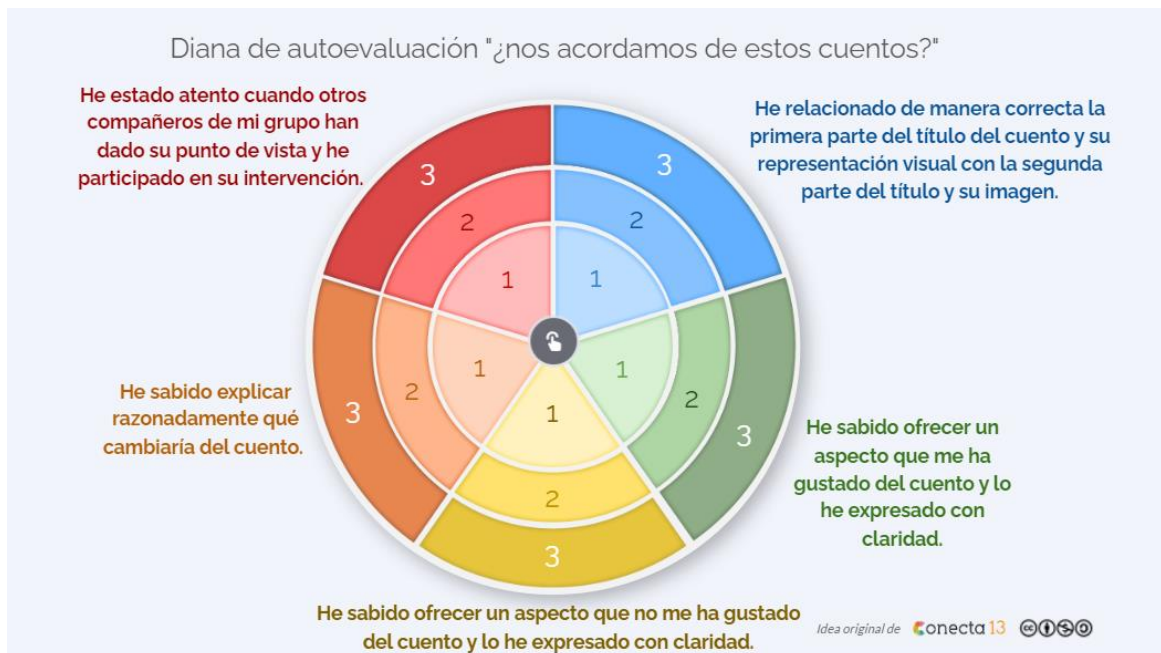 Diana de autoevaluación "¿nos acordamos de estos cuentos?"
He estado atento cuando otros
compañeros de mi grupo han
dado su punto de vista y he
participado en su intervención.
He relacionado de manera correcta la
primera parte del título del cuento y su
representación visual con la segunda
parte del título y su imagen.
3
3
2
2
1
1
He sabido explicar
razonadamente qué
cambiaría del cuento.
3
2
1
1
2
3
He sabido ofrecer un
aspecto que me ha
gustado del cuento y lo
he expresado con
claridad.
1
2
3
He sabido ofrecer un aspecto que no me ha gustado
del cuento y lo he expresado con claridad.
Idea original de Conecta13